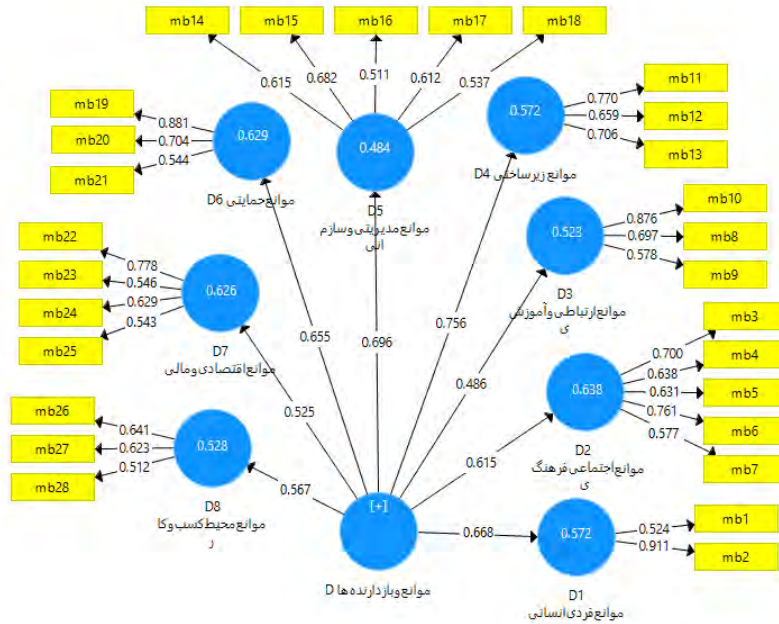 mb14
mb15
mb16
mb17
mb18
0.615
0.682
0.511
0.612
0.537
0.484
D5
موانع مدیریتی وسازم
انی
mb19
mb20
mb21
0.881
0.704
0.544
0.629
موانع حمایتی D6
mb11
mb12
mb13
0.770
0.659
0.706
0.572
موانع زیرساختی D4
mb10
mb8
mb9
0.876
0.697
0.578
0.523
D3
موانع ارتباطی وآموزش
ی
mb22
mb23
mb24
mb25
0.778
0.546
0.629
0.543
0.626
D7
موانع اقتصادی ومالی
mb3
mb4
mb5
mb6
mb7
0.700
0.638
0.631
0.761
0.577
0.638
D2
موانع اجتماعی فرهنگ
ی
mb26
mb27
mb28
0.641
0.623
0.512
0.528
D8
موانع محیط کسب وکا
ر
mb1
mb2
0.524
0.911
0.572
D1
موانع فردی انسانی
0.655
0.696
0.756
0.486
0.525
0.615
0.567
0.668
[+]
موانع وبازدارنده ها D